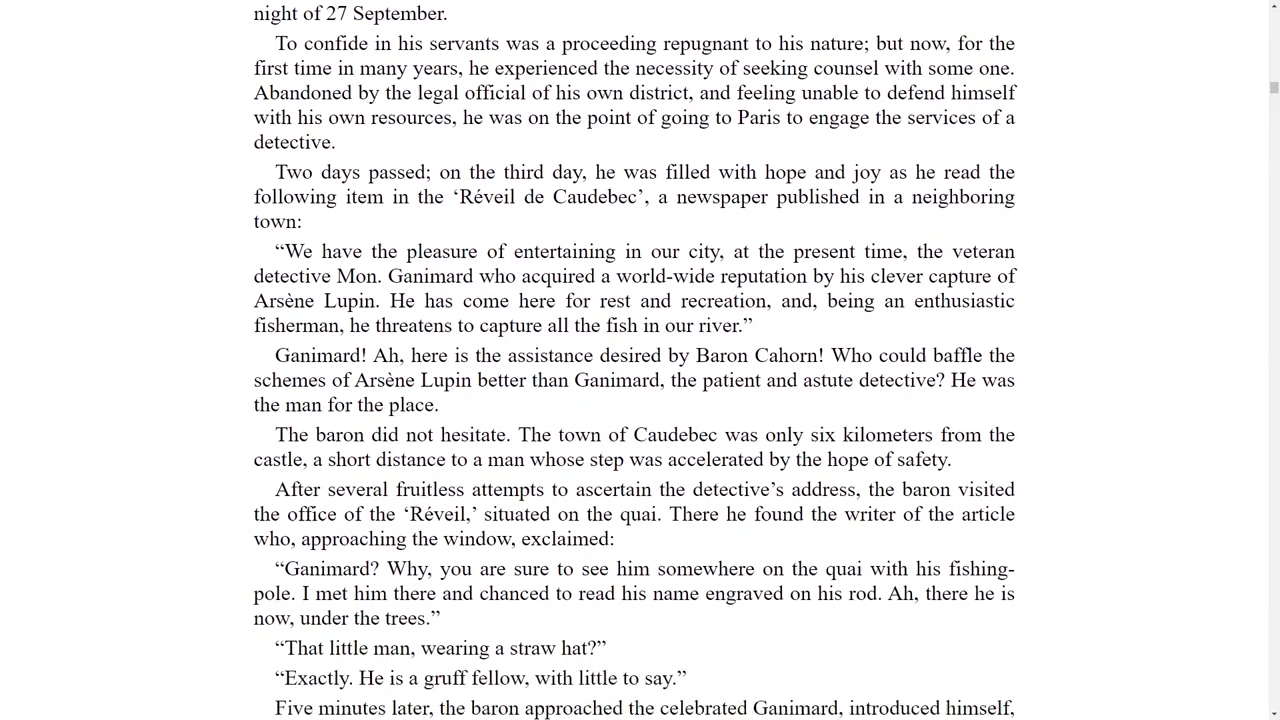 night of 27 September.
To confide in his servants was a proceeding repugnant to his nature; but now, for the
first time in many years, he experienced the necessity of seeking counsel with some one.
Abandoned by the legal official of his own district, and feeling unable to defend himself
with his own resources, he was on the point of going to Paris to engage the services of a
detective.
Two days passed; on the third day, he was filled with hope and joy as he read the
following item in the ‘Réveil de Caudebec’, a newspaper published in a neighboring
town:
“We have the pleasure of entertaining in our city, at the present time, the veteran
detective Mon. Ganimard who acquired a world-wide reputation by his clever capture of
Arsène Lupin. He has come here for rest and recreation, and, being an enthusiastic
fisherman, he threatens to capture all the fish in our river.”
Ganimard! Ah, here is the assistance desired by Baron Cahorn! Who could baffle the
schemes of Arsène Lupin better than Ganimard, the patient and astute detective? He was
the man for the place.
The baron did not hesitate. The town of Caudebec was only six kilometers from the
castle, a short distance to a man whose step was accelerated by the hope of safety.
After several fruitless attempts to ascertain the detective’s address, the baron visited
the office of the ‘Réveil,’ situated on the quai. There he found the writer of the article
who, approaching the window, exclaimed:
“Ganimard? Why, you are sure to see him somewhere on the quai with his fishing-
pole. I met him there and chanced to read his name engraved on his rod. Ah, there he is
now, under the trees.”
“That little man, wearing a straw hat?”
“Exactly. He is a gruff fellow, with little to say.”
Five minutes later, the baron approached the celebrated Ganimard, introduced himself,